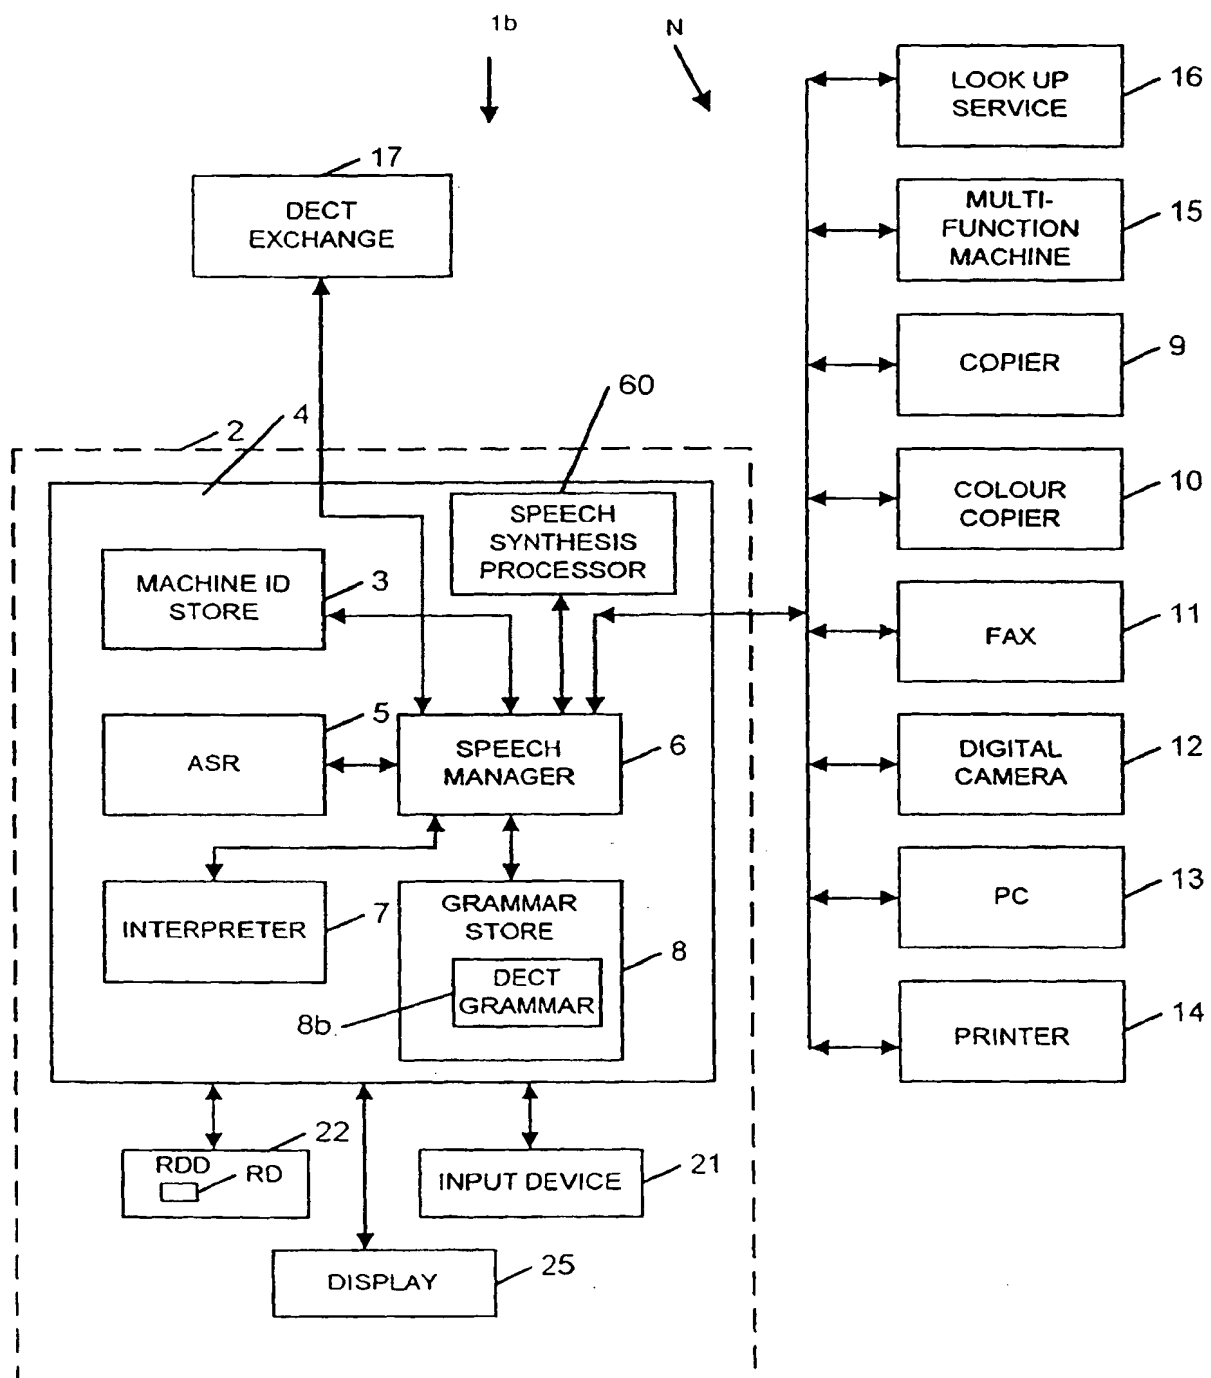 1b
N
17
DECT
EXCHANGE
LOOK UP
SERVICE
16
MULTI-
FUNCTION
MACHINE
15
COPIER
9
COLOUR
COPIER
10
FAX
11
DIGITAL
CAMERA
12
PC
13
PRINTER
14
2
4
60
SPEECH
SYNTHESIS
PROCESSOR
MACHINE ID
STORE
3
ASR
5
SPEECH
MANAGER
6
INTERPRETER
7
GRAMMAR
STORE
8
DECT
GRAMMAR
8b
22
RDD
RD
INPUT DEVICE
21
DISPLAY
25